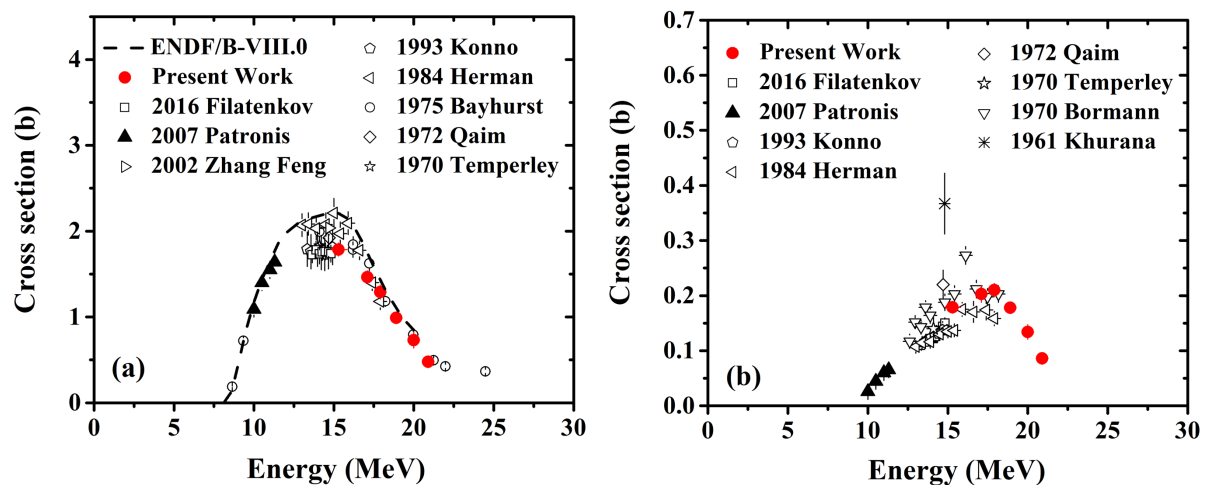 Cross section (b)
4
3
2
1
0
ENDF/B-VIII.0
Present Work
2016 Filatenkov
2007 Patronis
2002 Zhang Feng
1993 Konno
1984 Herman
1975 Bayhurst
1972 Qaim
1970 Temperley
(a)
0 5 10 15 20 25 30
Energy (MeV)
Cross section (b)
0.7
0.6
0.5
0.4
0.3
0.2
0.1
0.0
Present Work
2016 Filatenkov
2007 Patronis
1993 Konno
1984 Herman
1972 Qaim
1970 Temperley
1970 Bormann
1961 Khurana
(b)
0 5 10 15 20 25 30
Energy (MeV)